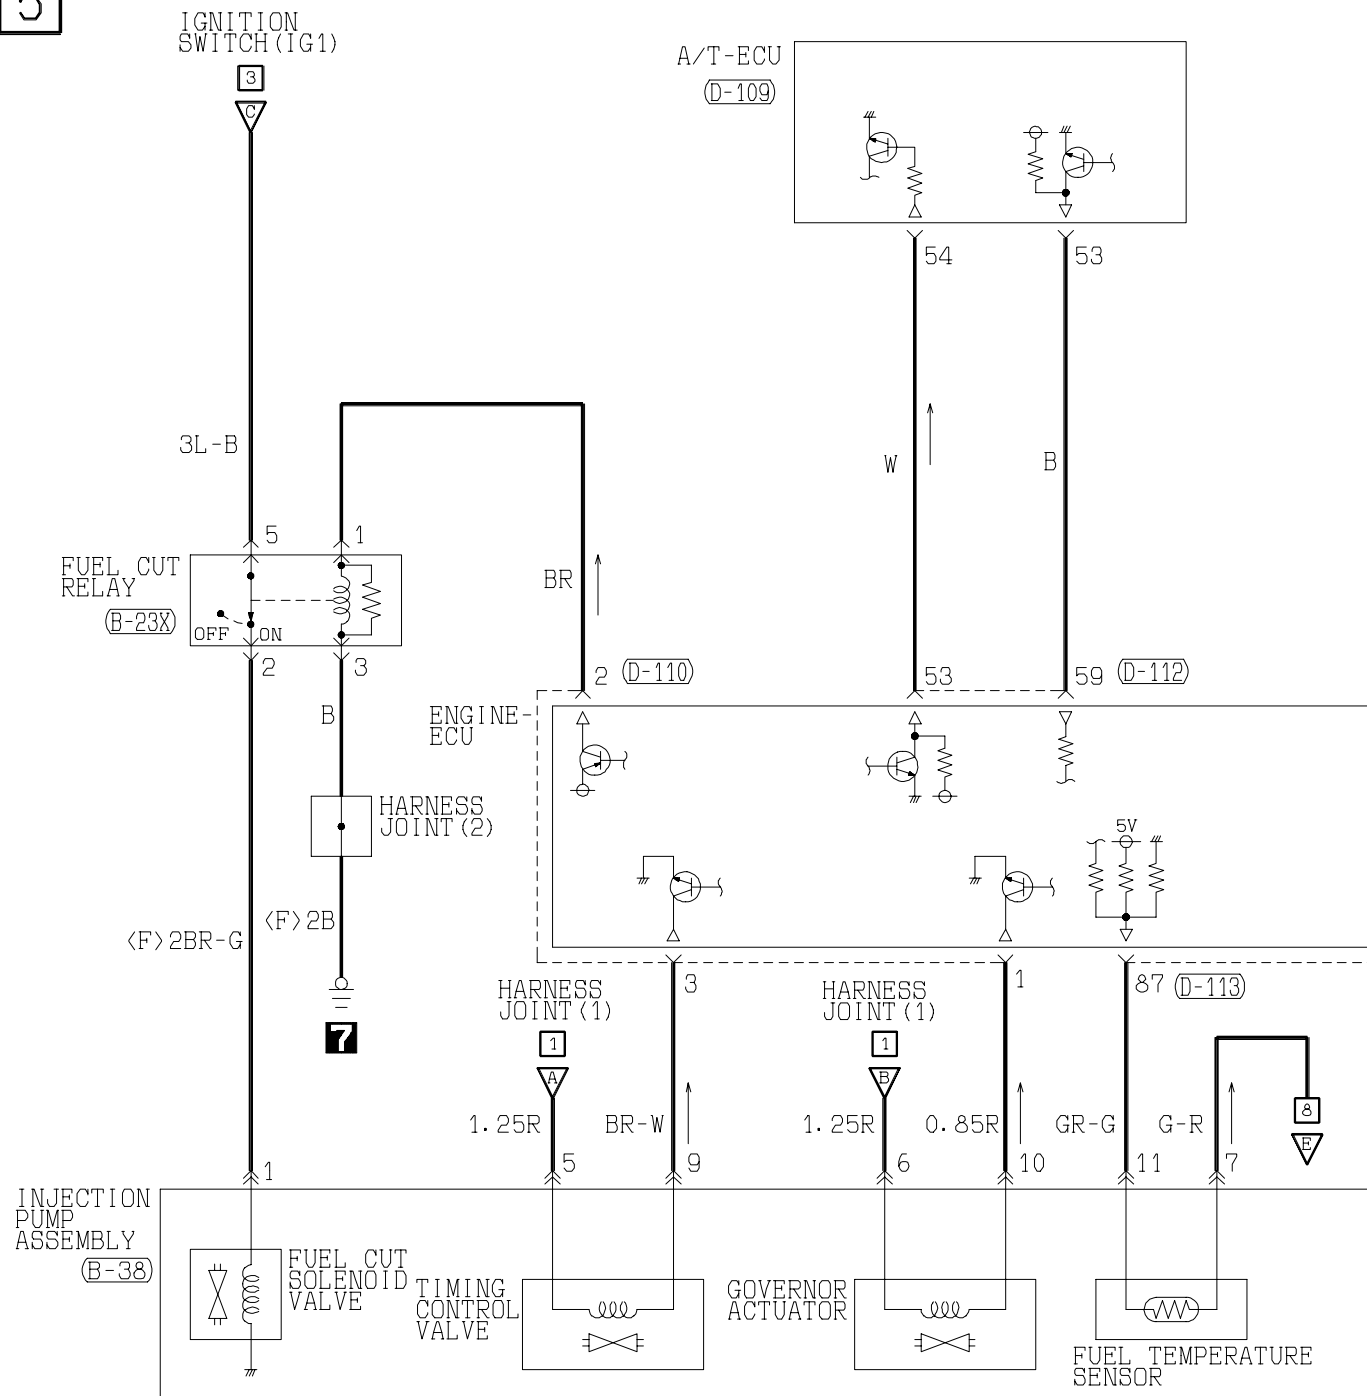 5
IGNITION
SWITCH(IG1)
3
C
A/T-ECU
D-109
54
53
3L-B
W
B
5
1
FUEL CUT
RELAY
B-23X
OFF
ON
BR
2
3
2
D-110
53
59
D-112
B
ENGINE-
ECU
HARNESS
JOINT(2)
5V
<F>2B
<F>2BR-G
7
HARNESS
JOINT(1)
3
HARNESS
JOINT(1)
1
87
D-113
1
A
1
B
1.25R
BR-W
1.25R
0.85R
GR-G
G-R
8
E
1
5
9
6
10
11
7
INJECTION
PUMP
ASSEMBLY
B-38
FUEL CUT
SOLENOID
VALVE
TIMING
CONTROL
VALVE
GOVERNOR
ACTUATOR
FUEL TEMPERATURE
SENSOR